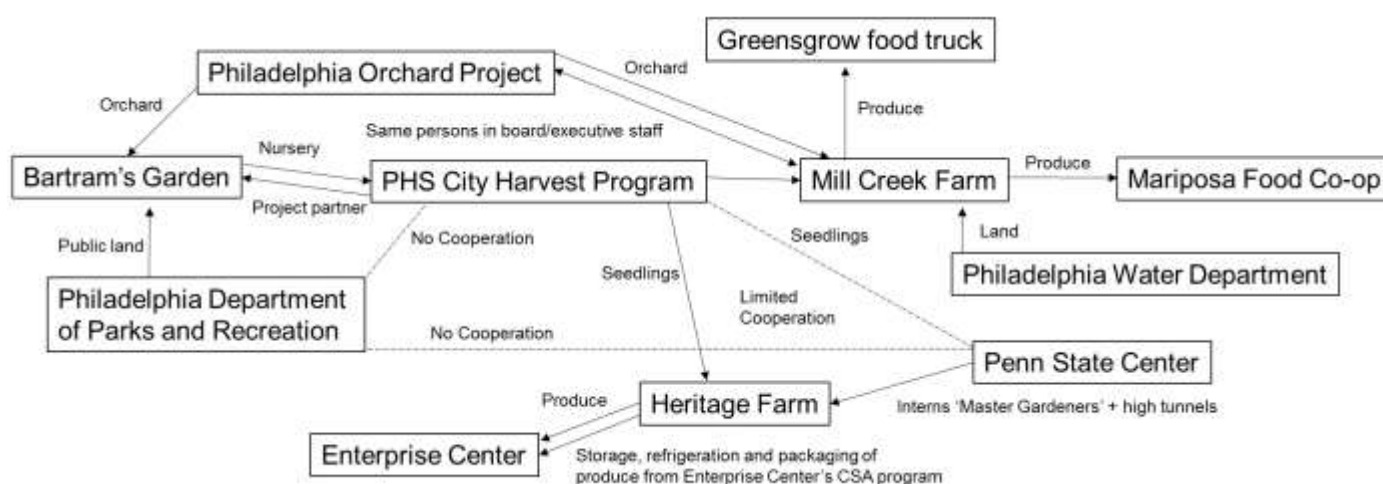 Greensgrow food truck
Philadelphia Orchard Project
Orchard
Orchard
Produce
Same persons in board/executive staff
Nursery
Bartram's Garden
PHS City Harvest Program
Mill Creek Farm
Produce
Mariposa Food Co-op
Project partner
Public land
No Cooperation
Seedlings
Land
Seedlings
Philadelphia Water Department
Philadelphia Department
of Parks and Recreation
Limited
Cooperation
No Cooperation
Penn State Center
Heritage Farm
Interns ‘Master Gardeners’ + high tunnels
Produce
Enterprise Center
Storage, refrigeration and packaging of
produce from Enterprise Center's CSA program